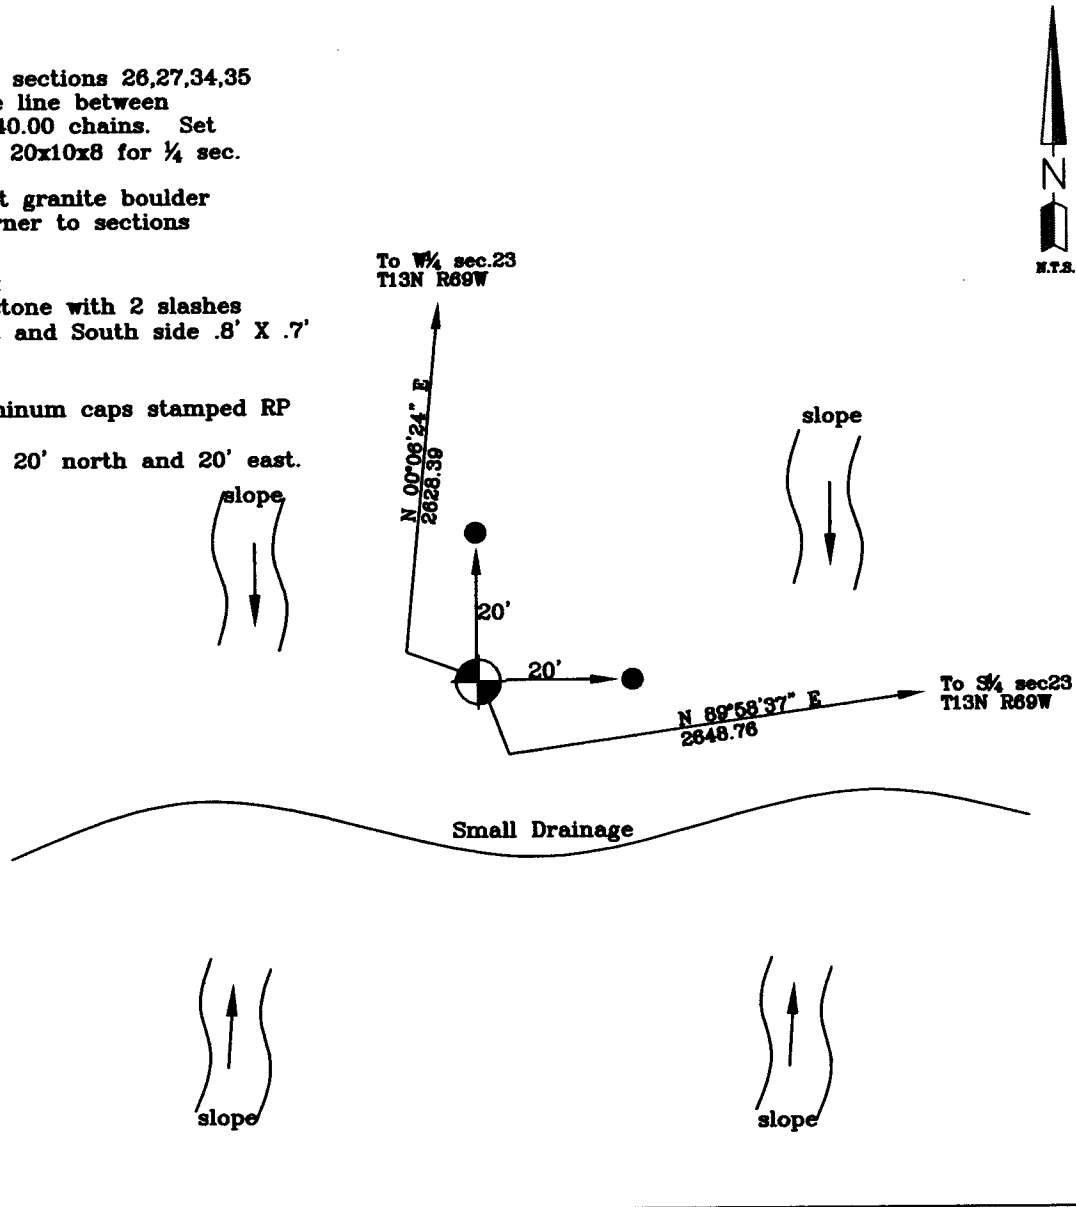 sections 26,27,34,35
line between
40.00 chains. Set
20x10x8 for ¼ sec.
granite boulder
to sections
with 2 slashes
and South side .8' X .7'
caps stamped RP
20' north and 20' east.
N
N.T.S.
To W¼ sec.23
T13N R69W
N 00°06'24" E
2628.39
slope
slope
20'
20'
To S¼ sec23
T13N R69W
N 89°58'37" E
2648.76
Small Drainage
slope
slope